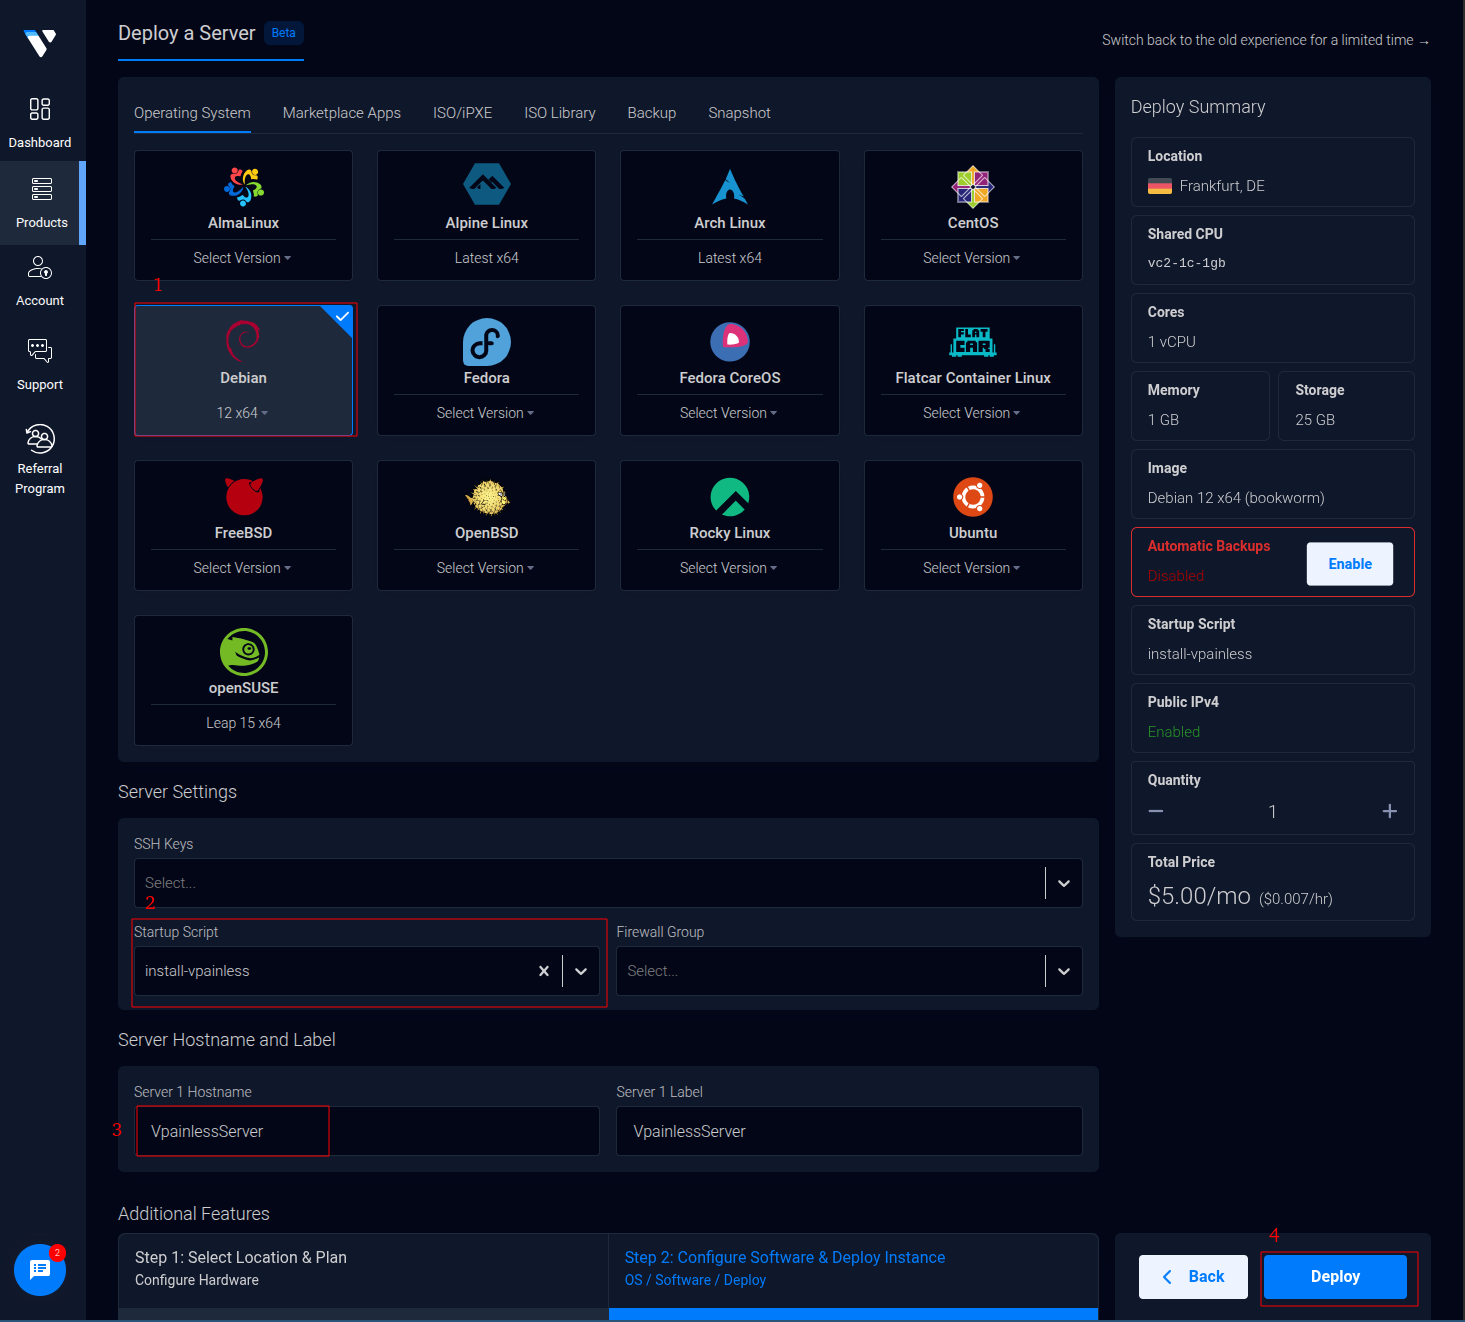 Deploy a Server Beta
Switch back to the old experience for a limited time →
Dashboard
Products
Account
Support
Referral
Program
2
Operating System Marketplace Apps ISO/iPXE ISO Library Backup Snapshot
AlmaLinux
Select Version
Alpine Linux
Latest x64
Arch Linux
Latest x64
CentOS
Select Version
1
Debian
12 x64
Fedora
Select Version
Fedora CoreOS
Select Version
FLAT
CAR
Flatcar Container Linux
Select Version
FreeBSD
Select Version
OpenBSD
Select Version
Rocky Linux
Select Version
Ubuntu
Select Version
openSUSE
Leap 15 x64
Server Settings
SSH Keys
Select...
2
Startup Script
install-vpainless
Firewall Group
Select...
Server Hostname and Label
Server 1 Hostname
3
VpainlessServer
Server 1 Label
VpainlessServer
Additional Features
Step 1: Select Location & Plan
Configure Hardware
Step 2: Configure Software & Deploy Instance
OS / Software / Deploy
Deploy Summary
Location
Frankfurt, DE
Shared CPU
vc2-1c-1gb
Cores
1 vCPU
Memory
1 GB
Storage
25 GB
Image
Debian 12 x64 (bookworm)
Automatic Backups
Disabled
Enable
Startup Script
install-vpainless
Public IPv4
Enabled
Quantity
− 1 +
Total Price
$5.00/mo ($0.007/hr)
4
Back
Deploy